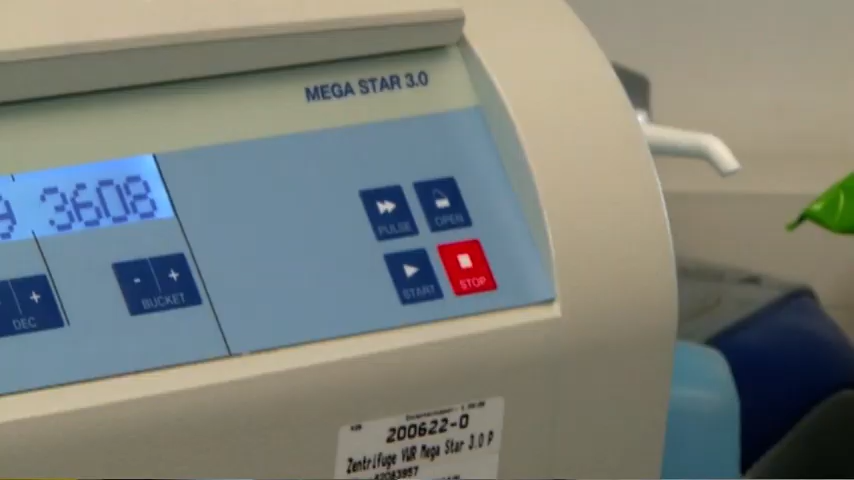 MEGA STAR 3.0
9 3608
PULSE OPEN
- + START STOP
+ DEC
BUCKET
200622-0
Zentrifuge VWR Mega Star 3.0 P